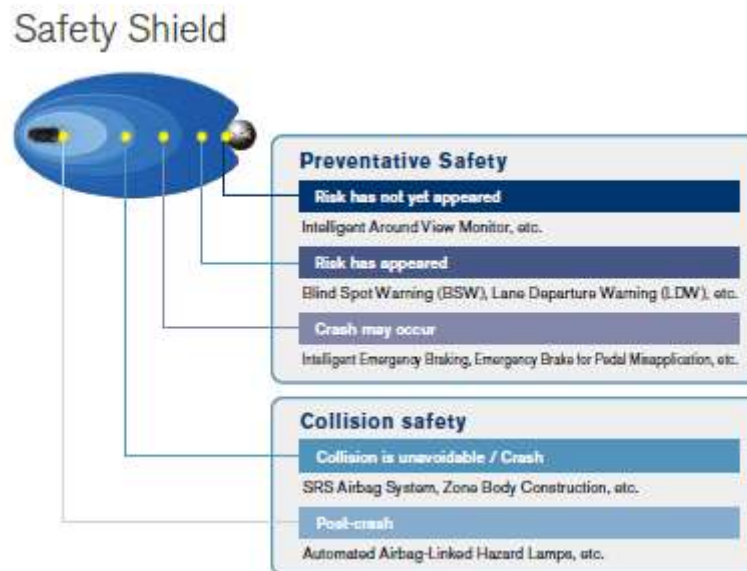 Safety Shield
Preventative Safety
Risk has not yet appeared
Intelligent Around View Monitor, etc.
Risk has appeared
Blind Spot Warning (BSW), Lane Departure Warning (LDW), etc.
Crash may occur
Intelligent Emergency Braking, Emergency Brake for Pedal Misapplication, etc.
Collision safety
Collision is unavoidable / Crash
SRS Airbag System, Zone Body Construction, etc.
Post-crash
Automated Airbag-Linked Hazard Lamps, etc.